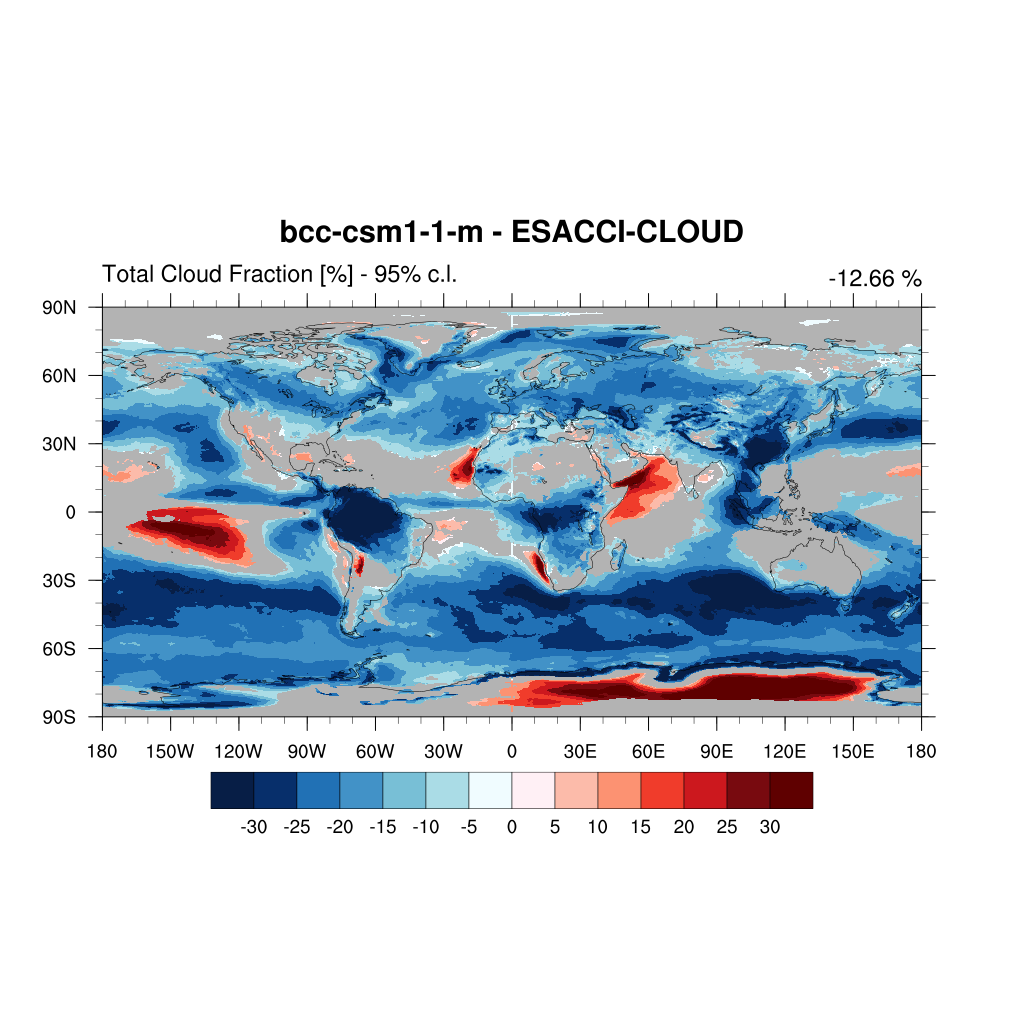 bcc-csm1-1-m - ESACCI-CLOUD
Total Cloud Fraction [%] - 95% c.l.
-12.66 %
90N
60N
30N
0
30S
60S
90S
180 150W 120W 90W 60W 30W 0 30E 60E 90E 120E 150E 180
-30 -25 -20 -15 -10 -5 0 5 10 15 20 25 30